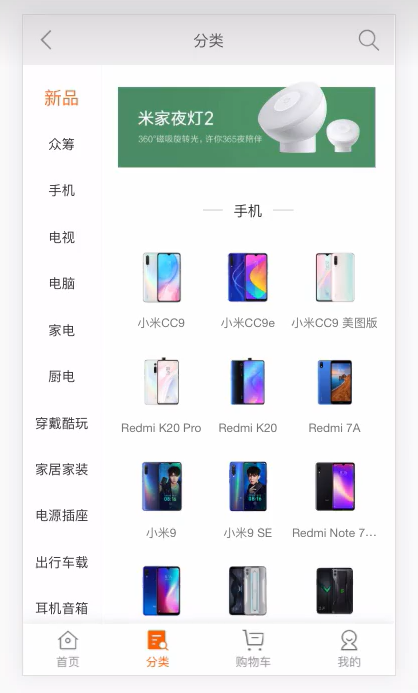 分类
新品
众筹
手机
电视
电脑
家电
厨电
穿戴酷玩
家居家装
电源插座
出行车载
耳机音箱
米家夜灯2
360°磁吸旋转光，许你365夜陪伴
手机
小米CC9
小米CC9e
小米CC9 美图版
Redmi K20 Pro
Redmi K20
Redmi 7A
小米9
小米9 SE
Redmi Note 7...
首页
分类
购物车
我的